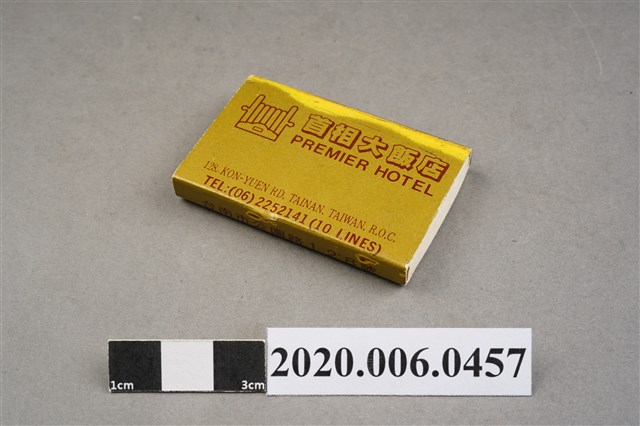 首相大飯店
PREMIER HOTEL
128, KON-YUEN RD. TAINAN, TAIWAN, R.O.C.
TEL:(06)2252141 (10 LINES)
1cm
3cm
2020.006.0457